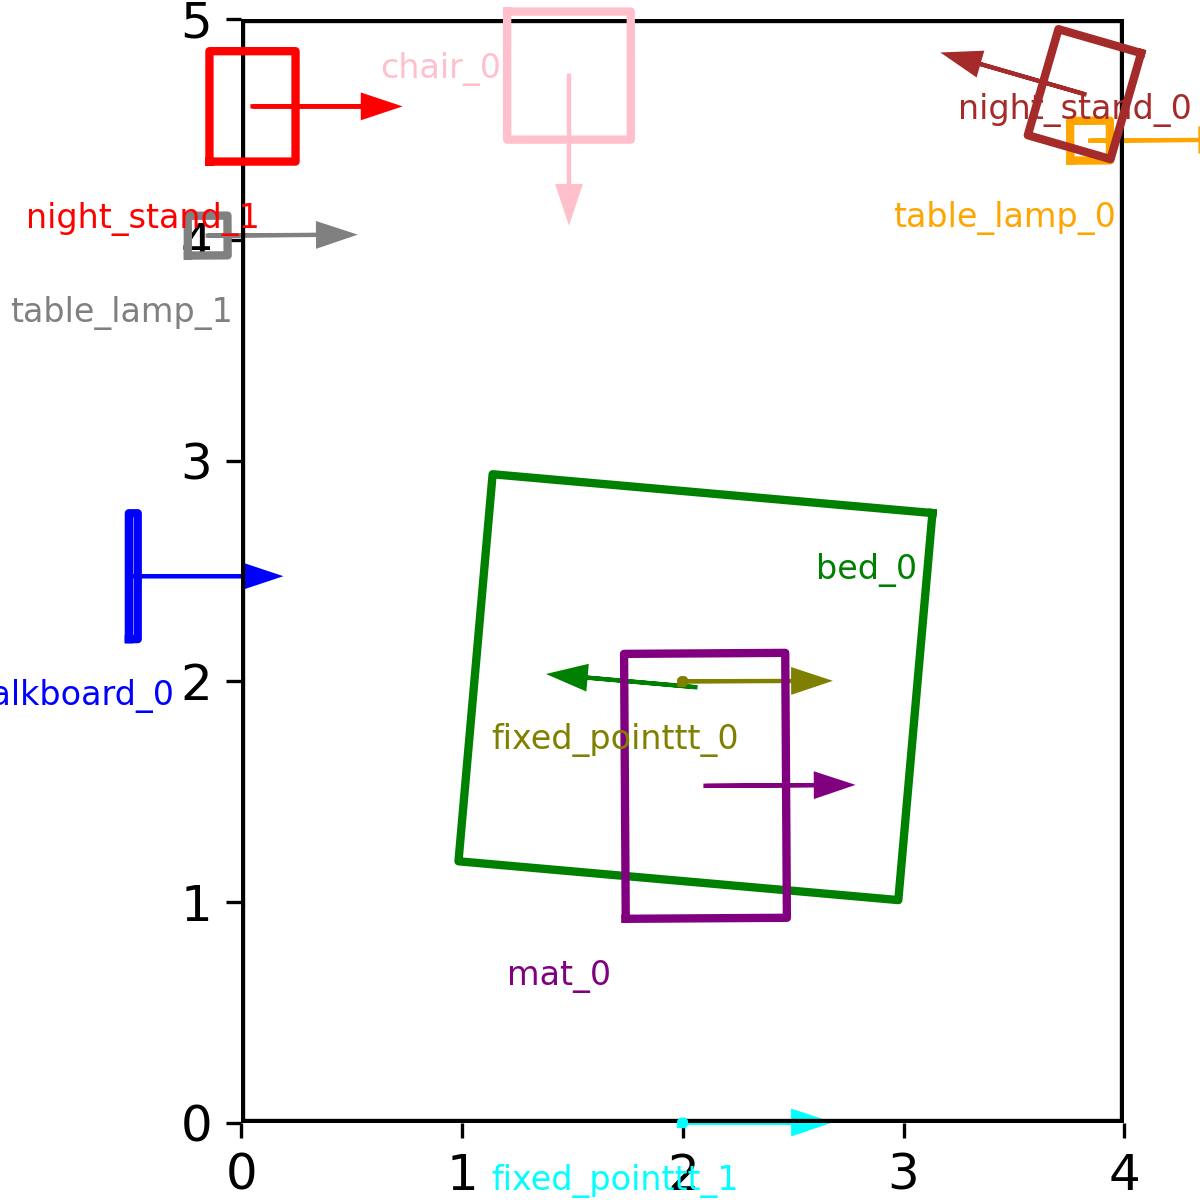 5
chair_0
night_stand_0
night_stand_1
table_lamp_0
4
table_lamp_1
3
bed_0
alkboard_0
2
fixed_pointtt_0
1
mat_0
0
0 1 2 3 4
fixed_pointtt_1